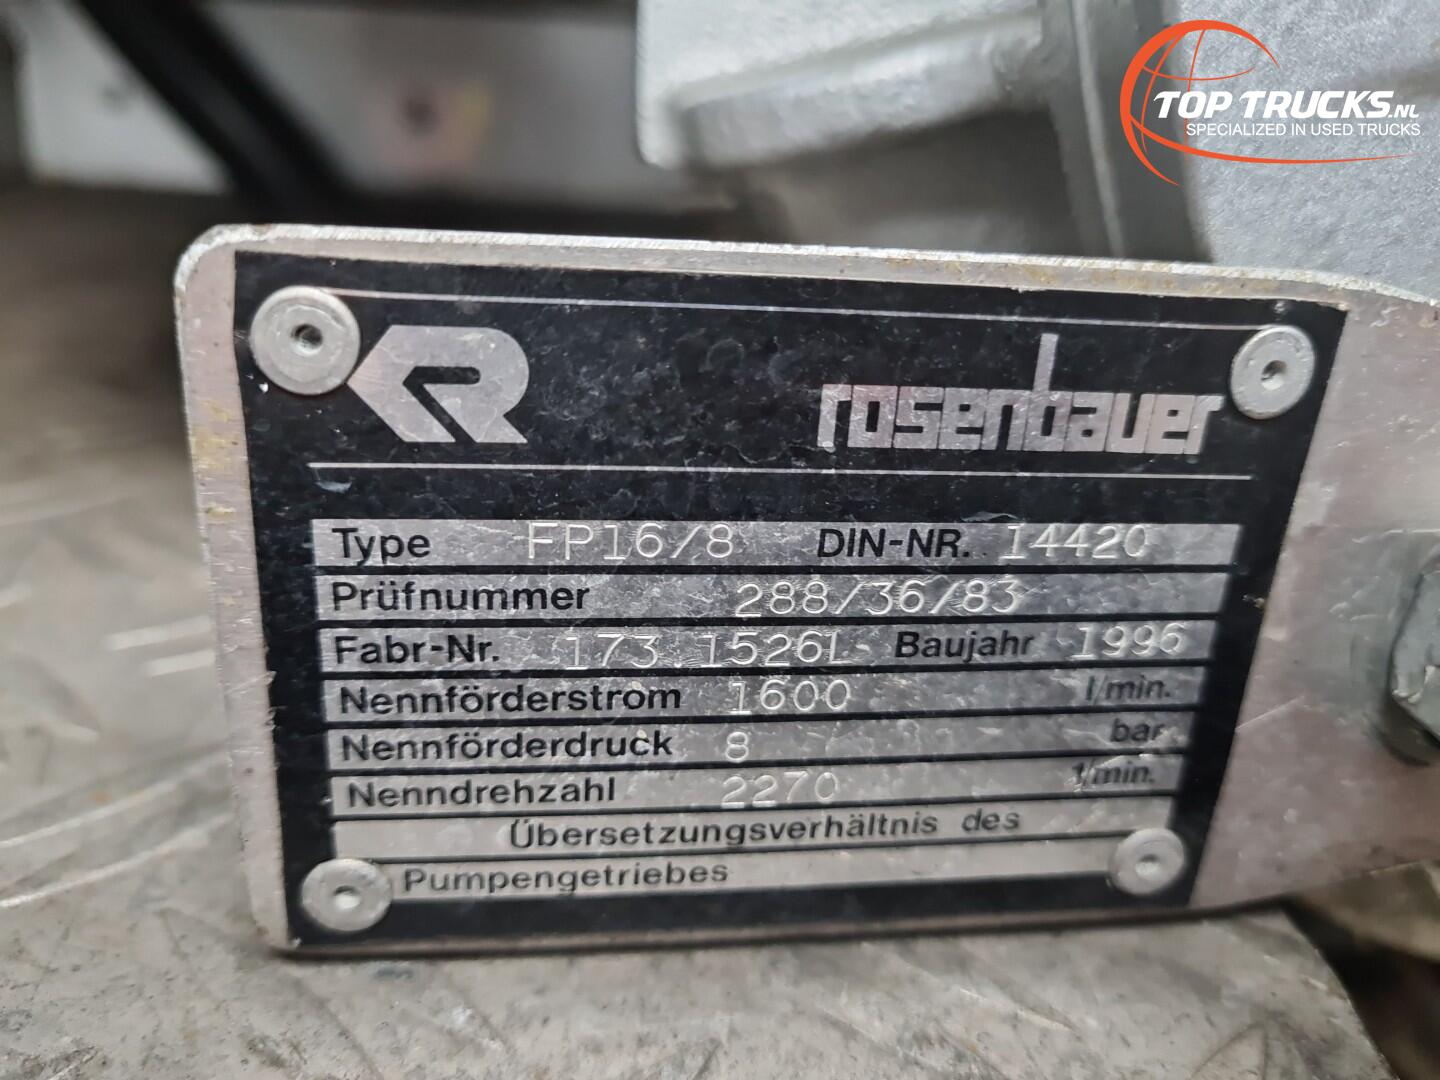 TOP TRUCKS.NL
SPECIALIZED IN USED TRUCKS
R rosenbauer
Type FP16/8 DIN-NR. 14420
Prüfnummer 288/36/83
Fabr-Nr. 173.1526L Baujahr 1996
Nennförderstrom 1600 l/min.
Nennförderdruck 8 bar
Nenndrehzahl 2270 1/min.
Übersetzungsverhältnis des
Pumpengetriebes